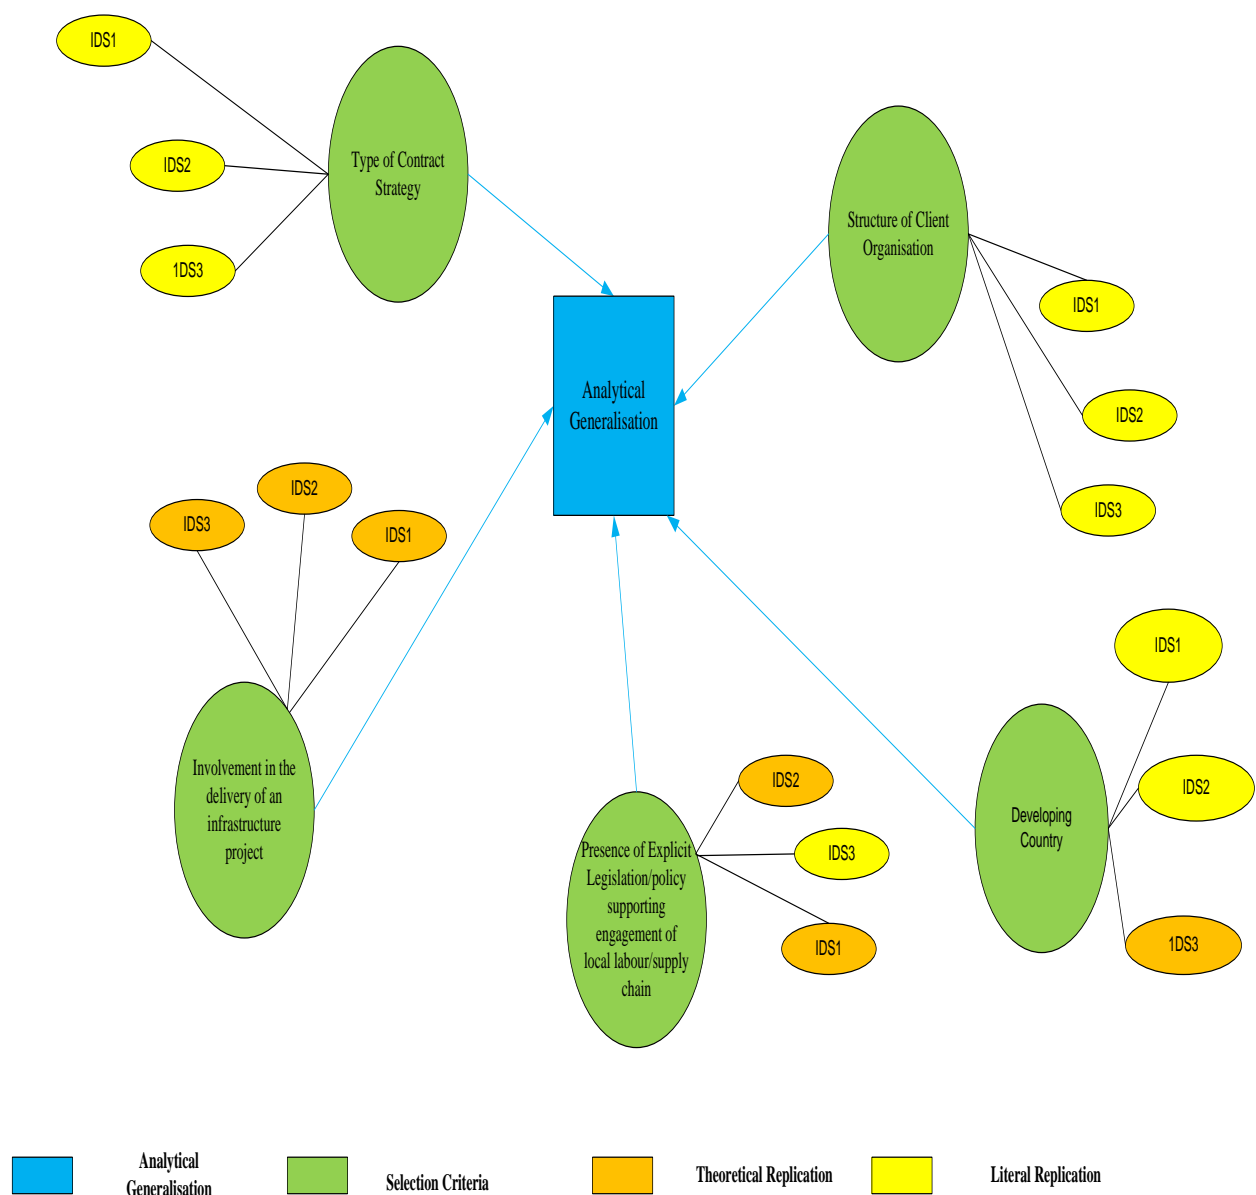 IDS1
IDS2
1DS3
Type of Contract
Strategy
Structure of Client
Organisation
IDS1
IDS2
IDS3
Analytical
Generalisation
IDS3
IDS2
IDS1
Involvement in the
delivery of an
infrastructure
project
IDS2
IDS3
IDS1
Presence of Explicit
Legislation/policy
supporting
engagement of
local labour/supply
chain
IDS1
IDS2
1DS3
Developing
Country
Analytical
Generalisation
Selection Criteria
Theoretical Replication
Literal Replication